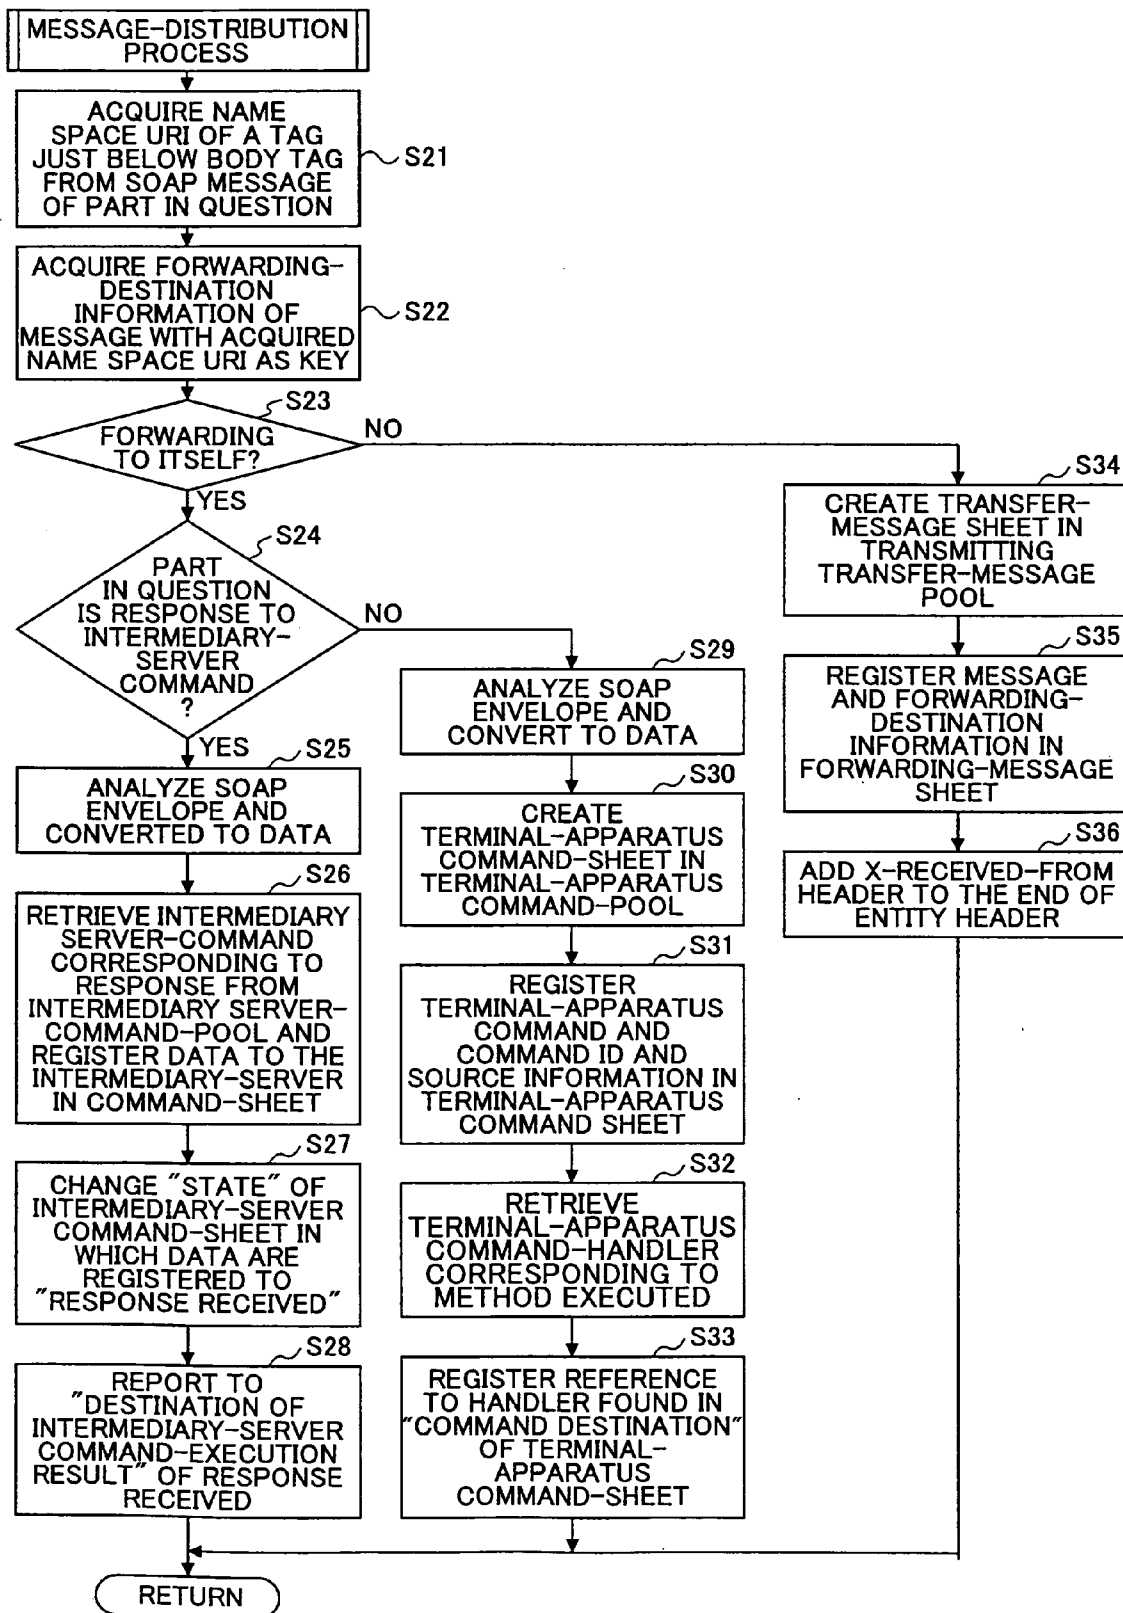 MESSAGE-DISTRIBUTION
PROCESS
ACQUIRE NAME
SPACE URI OF A TAG
JUST BELOW BODY TAG
FROM SOAP MESSAGE
OF PART IN QUESTION
S21
ACQUIRE FORWARDING-
DESTINATION
INFORMATION OF
MESSAGE WITH ACQUIRED
NAME SPACE URI AS KEY
S22
S23
FORWARDING
TO ITSELF?
NO
YES
S24
PART
IN QUESTION
IS RESPONSE TO
INTERMEDIARY-
SERVER
COMMAND
?
NO
YES
S25
ANALYZE SOAP
ENVELOPE AND
CONVERTED TO DATA
S26
RETRIEVE INTERMEDIARY
SERVER-COMMAND
CORRESPONDING TO
RESPONSE FROM
INTERMEDIARY SERVER-
COMMAND-POOL AND
REGISTER DATA TO THE
INTERMEDIARY-SERVER
IN COMMAND-SHEET
S27
CHANGE "STATE" OF
INTERMEDIARY-SERVER
COMMAND-SHEET IN
WHICH DATA ARE
REGISTERED TO
"RESPONSE RECEIVED"
S28
REPORT TO
"DESTINATION OF
INTERMEDIARY-SERVER
COMMAND-EXECUTION
RESULT" OF RESPONSE
RECEIVED
S29
ANALYZE SOAP
ENVELOPE AND
CONVERT TO DATA
S30
CREATE
TERMINAL-APPARATUS
COMMAND-SHEET IN
TERMINAL-APPARATUS
COMMAND-POOL
S31
REGISTER
TERMINAL-APPARATUS
COMMAND AND
COMMAND ID AND
SOURCE INFORMATION IN
TERMINAL-APPARATUS
COMMAND SHEET
S32
RETRIEVE
TERMINAL-APPARATUS
COMMAND-HANDLER
CORRESPONDING TO
METHOD EXECUTED
S33
REGISTER REFERENCE
TO HANDLER FOUND IN
"COMMAND DESTINATION"
OF TERMINAL-
APPARATUS
COMMAND-SHEET
S34
CREATE TRANSFER-
MESSAGE SHEET IN
TRANSMITTING
TRANSFER-MESSAGE
POOL
S35
REGISTER MESSAGE
AND FORWARDING-
DESTINATION
INFORMATION IN
FORWARDING-MESSAGE
SHEET
S36
ADD X-RECEIVED-FROM
HEADER TO THE END OF
ENTITY HEADER
RETURN